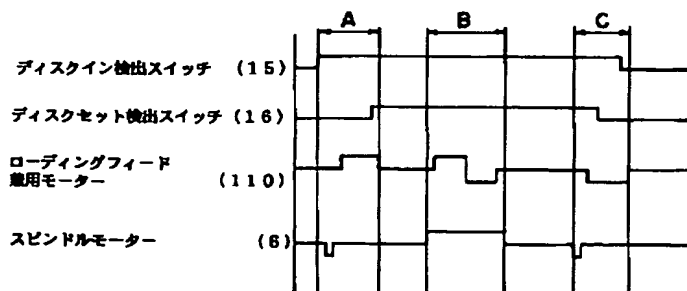 A B C
ディスクイン検出スイッチ (15)
ディスクセット検出スイッチ (16)
ローディングフィード
兼用モーター (110)
スピンドルモーター (6)